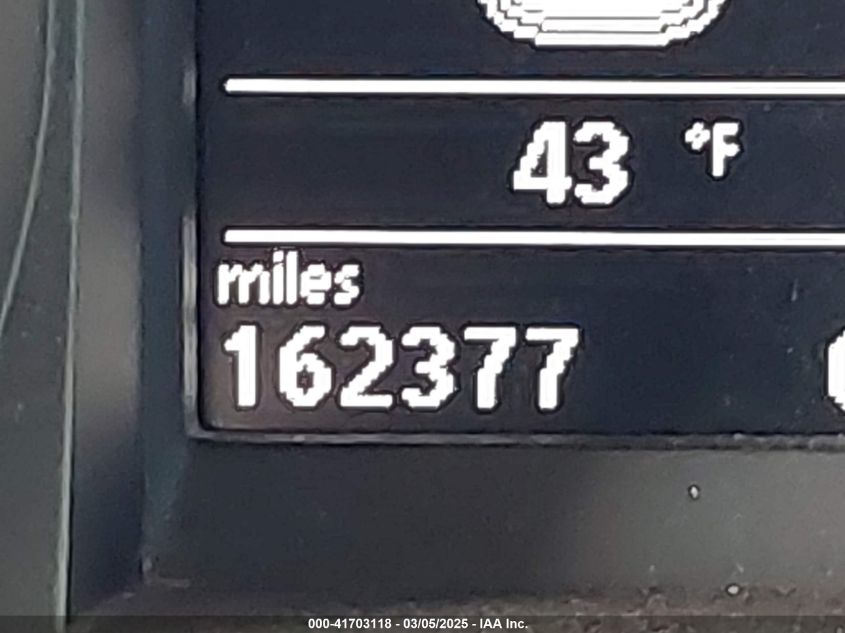 43 °F
miles
162377
000-41703118 - 03/05/2025 - IAA Inc.